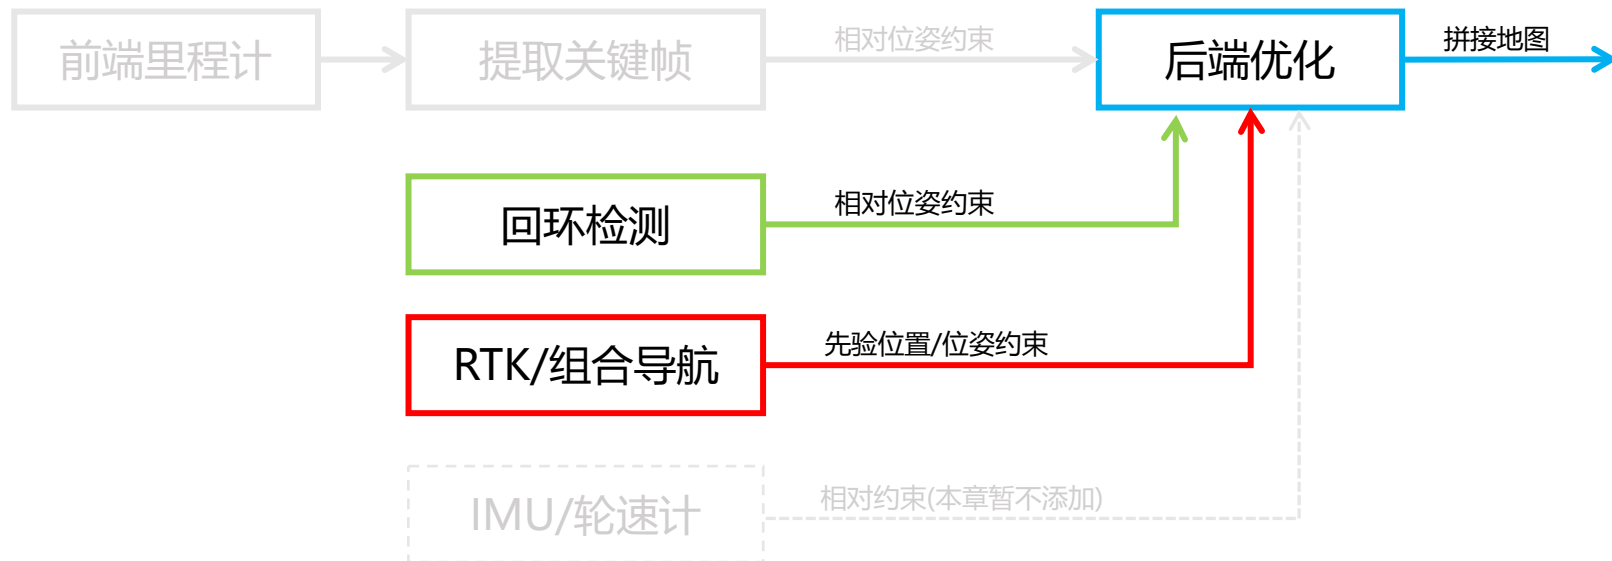 前端里程计
提取关键帧
相对位姿约束
后端优化
拼接地图
回环检测
相对位姿约束
RTK/组合导航
先验位置/位姿约束
IMU/轮速计
相对约束(本章暂不添加)